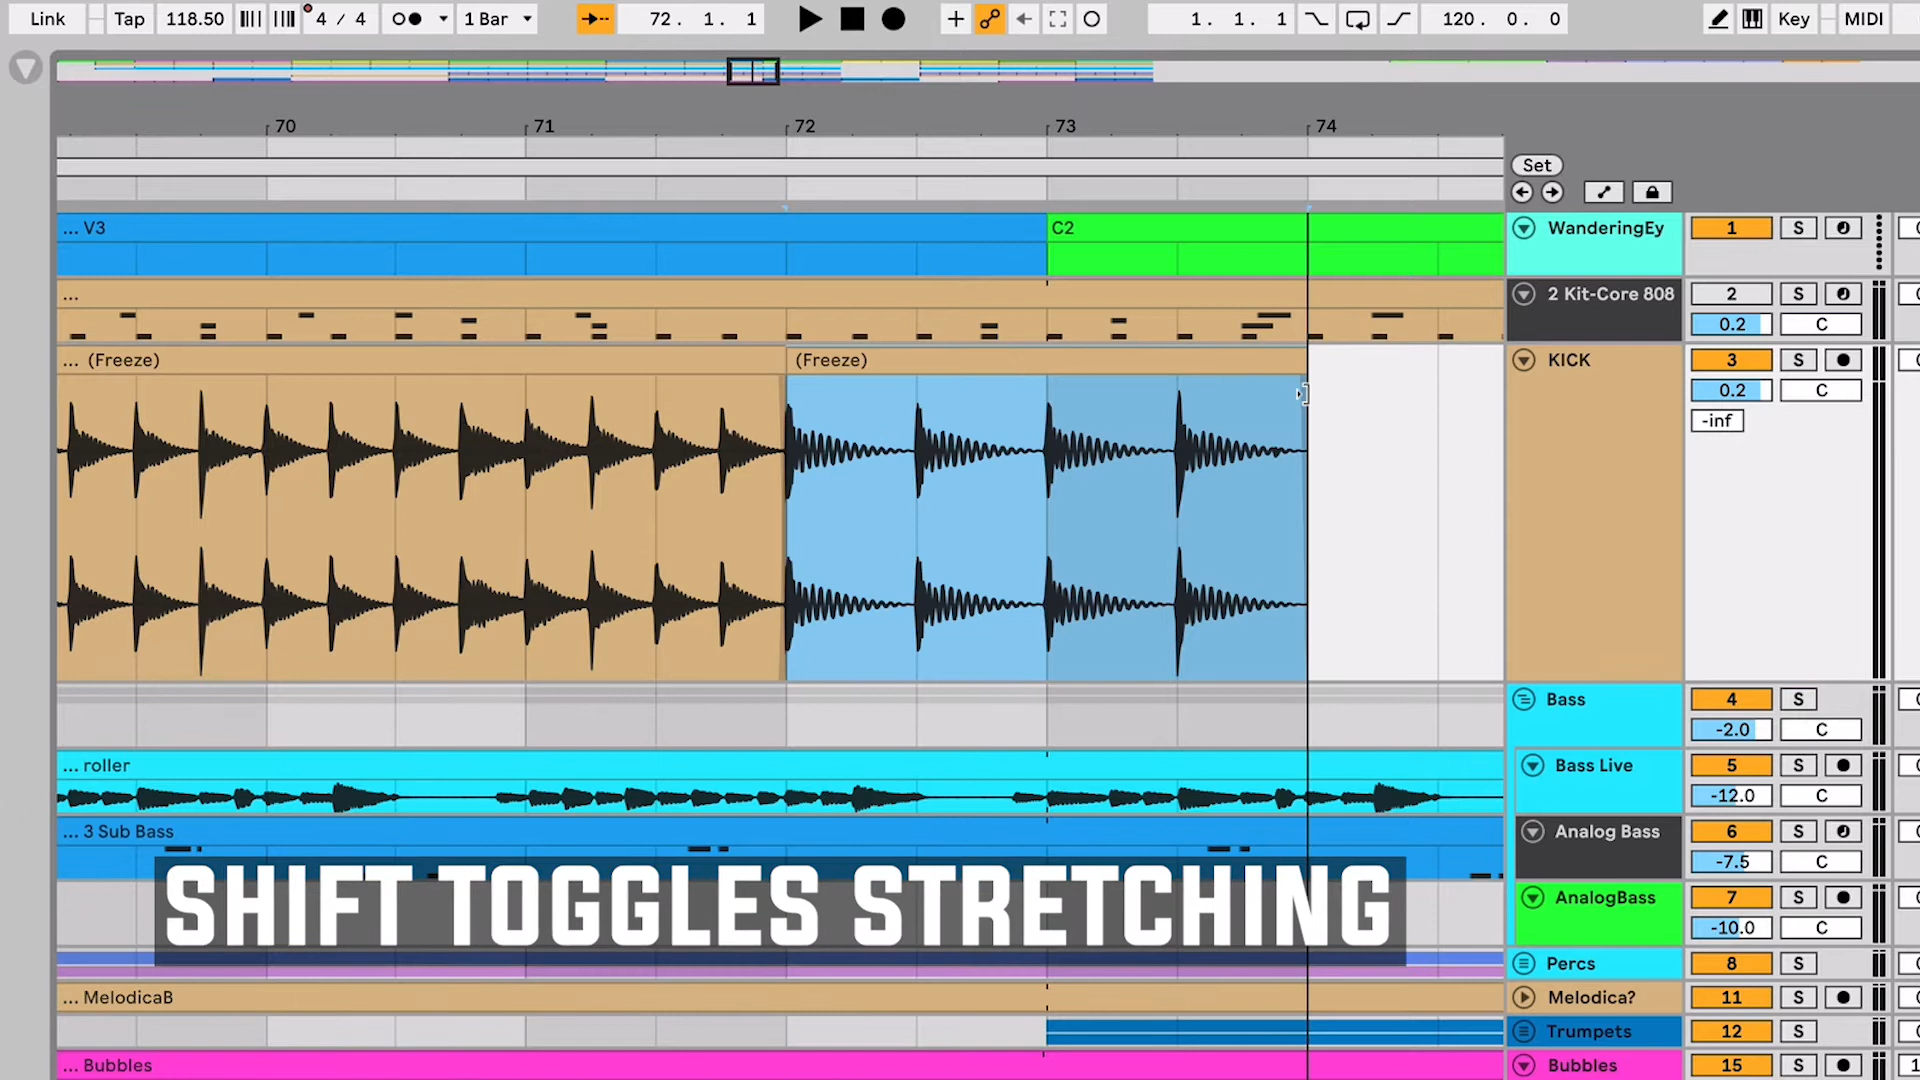 Link Tap 118.50 4 / 4 1 Bar 72. 1. 1 1. 1. 1 120. 0. 0 Key MIDI
70 71 72 73 74
Set
... V3 C2 WanderingEy 1 S
... 2 Kit-Core 808 2 S
0.2 C
... (Freeze) (Freeze) KICK 3 S
0.2 C
-inf
Bass 4 S
-2.0 C
... roller Bass Live 5 S
-12.0 C
... 3 Sub Bass Analog Bass 6 S
-7.5 C
SHIFT TOGGLES STRETCHING
AnalogBass 7 S
-10.0 C
Percs 8 S
... MelodicaB Melodica? 11 S
Trumpets 12 S
... Bubbles Bubbles 15 S